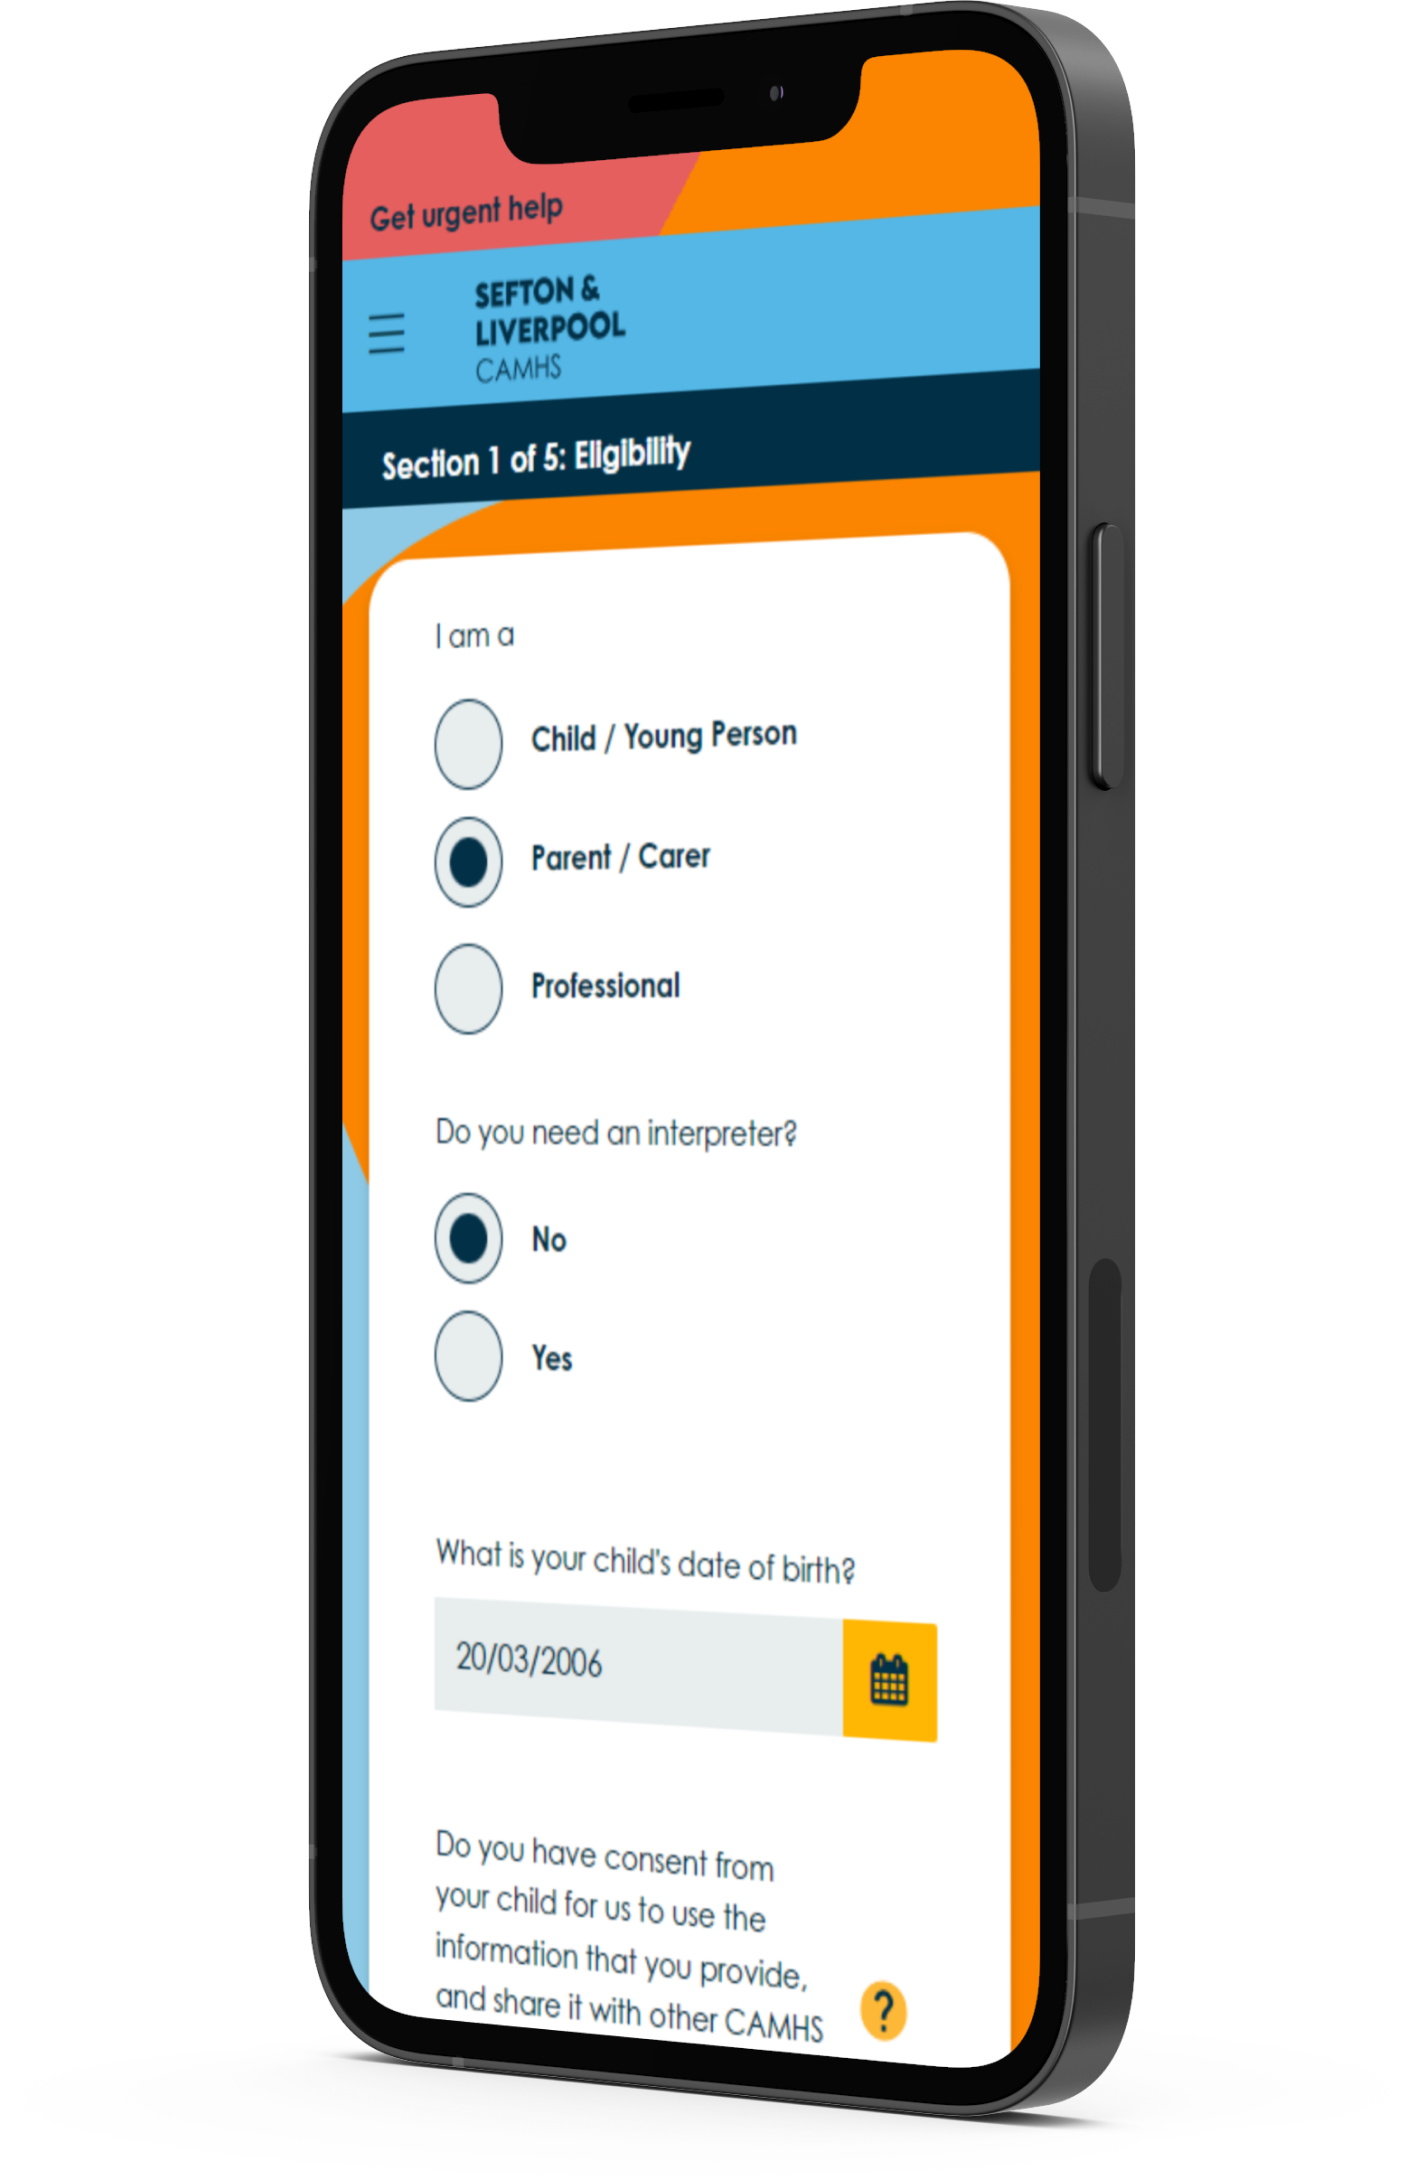 Get urgent help
SEFTON &
LIVERPOOL
CAMHS
Section 1 of 5: Eligibility
I am a
Child / Young Person
Parent / Carer
Professional
Do you need an interpreter?
No
Yes
What is your child's date of birth?
20/03/2006
Do you have consent from
your child for us to use the
information that you provide,
and share it with other CAMHS
?